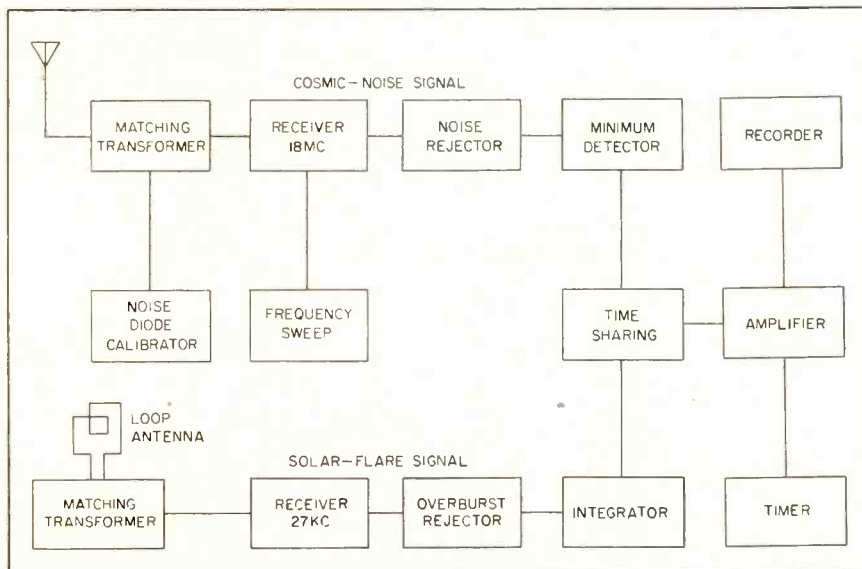 COSMIC-NOISE SIGNAL
MATCHING
TRANSFORMER
RECEIVER
18MC
NOISE
REJECTOR
MINIMUM
DETECTOR
RECORDER
NOISE
DIODE
CALIBRATOR
FREQUENCY
SWEEP
TIME
SHARING
AMPLIFIER
LOOP
ANTENNA
SOLAR-FLARE SIGNAL
MATCHING
TRANSFORMER
RECEIVER
27KC
OVERBURST
REJECTOR
INTEGRATOR
TIMER